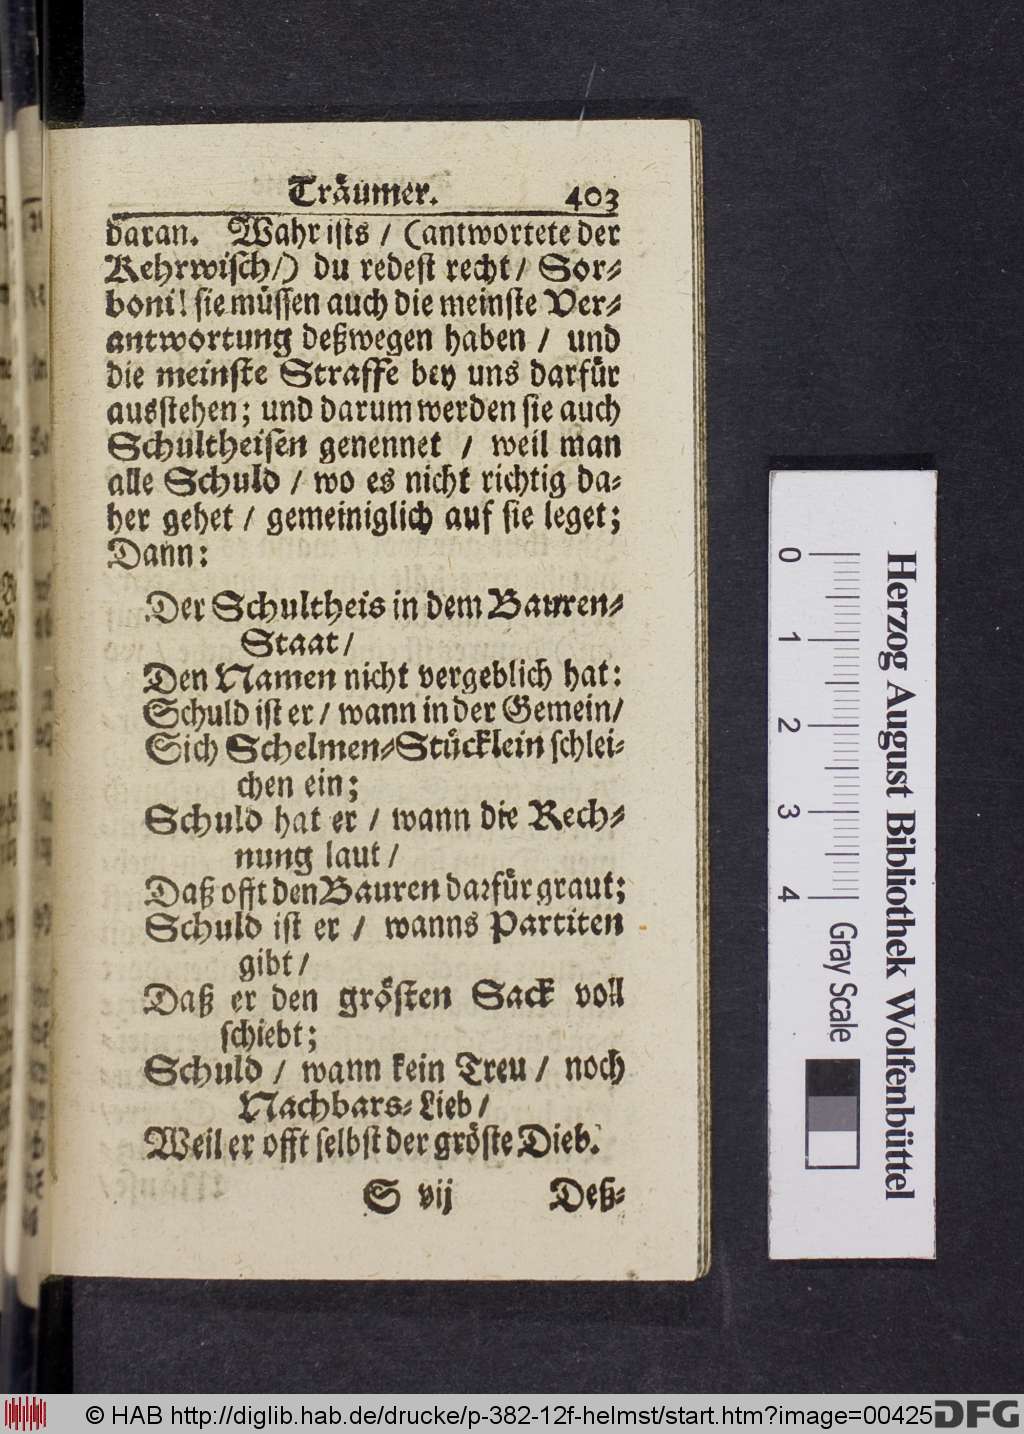 Träumer. 403
daran. Wahr ists / (antwortete der
Kehrwisch/) du redest recht / Sor-
boni! sie müssen auch die meinste Ver-
antwortung deßwegen haben / und
die meinste Straffe bey uns darfür
ausstehen; und darum werden sie auch
Schultheisen genennet / weil man
alle Schuld / wo es nicht richtig da-
her gehet / gemeiniglich auf sie leget;
Dann:
Der Schultheis in dem Bauren-
Staat /
Den Namen nicht vergeblich hat:
Schuld ist er / wann in der Gemein /
Sich Schelmen-Stücklein schlei-
chen ein;
Schuld hat er / wann die Rech-
nung laut /
Daß offt den Bauren darfür graut;
Schuld ist er / wanns Partiten
gibt /
Daß er den grösten Sack voll
schiebt;
Schuld / wann kein Treu / noch
Nachbars-Lieb /
Weil er offt selbst der gröste Dieb.
S vij Deß-
Herzog August Bibliothek Wolfenbüttel
0 1 2 3 4 Gray Scale
© HAB http://diglib.hab.de/drucke/p-382-12f-helmst/start.htm?image=00425
DFG